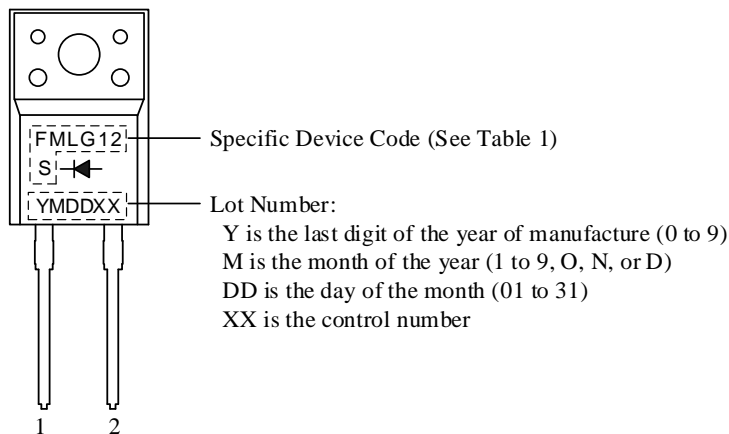 FMLG12
Specific Device Code (See Table 1)
S
YMDDXX
Lot Number:
Y is the last digit of the year of manufacture (0 to 9)
M is the month of the year (1 to 9, O, N, or D)
DD is the day of the month (01 to 31)
XX is the control number
1 2